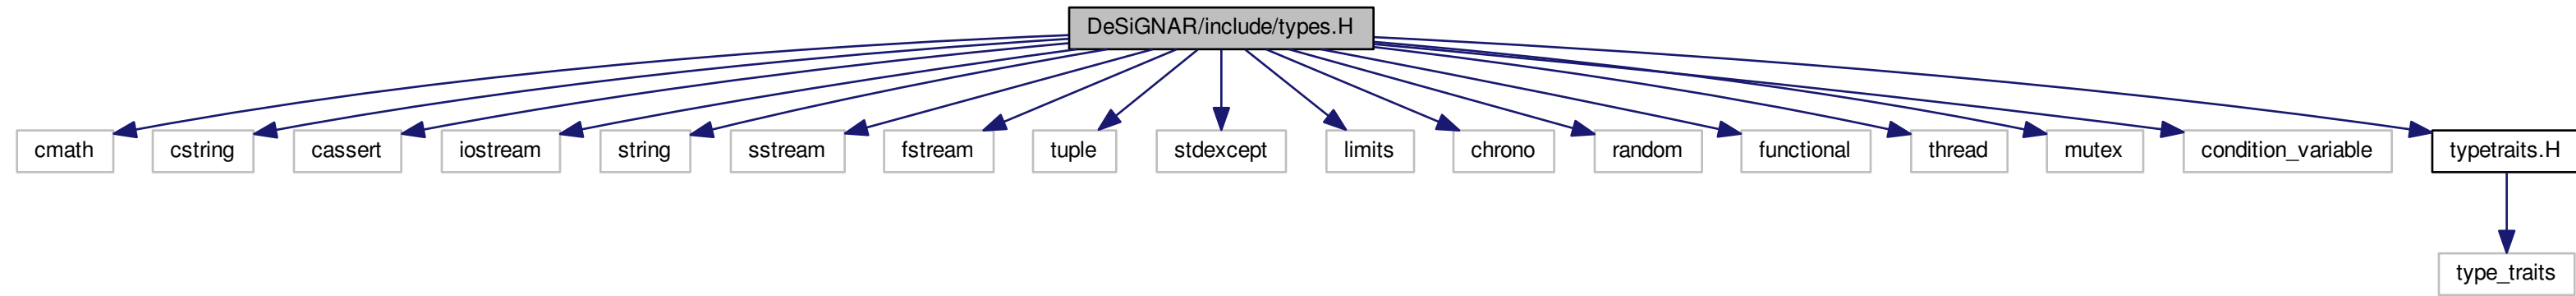 DeSiGNAR/include/types.H
cmath
cstring
cassert
iostream
string
sstream
fstream
tuple
stdexcept
limits
chrono
random
functional
thread
mutex
condition_variable
typetraits.H
type_traits